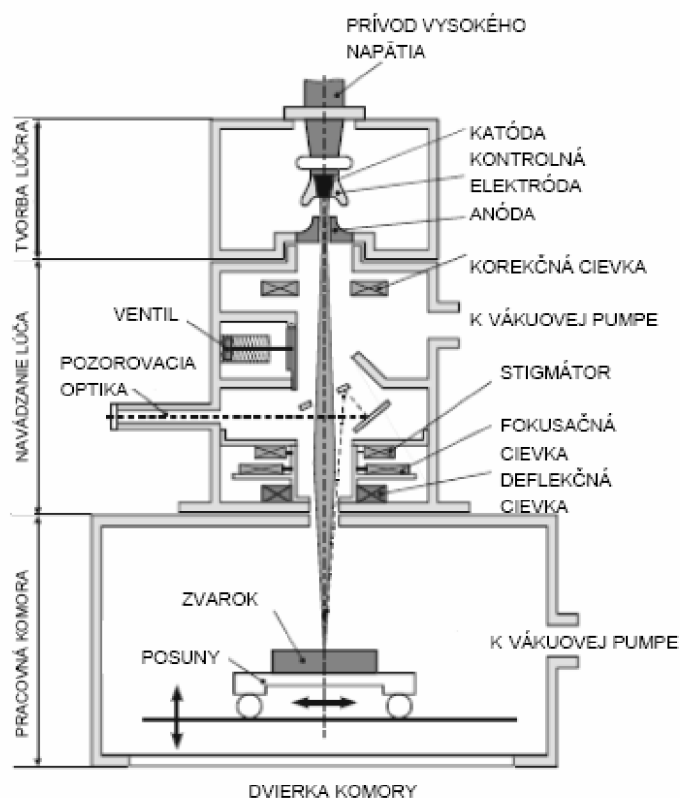 PRÍVOD VYSOKÉHO
NAPÄTIA
KATÓDA
KONTROLNÁ
ELEKTRÓDA
ANÓDA
TVORBA LÚČRA
KOREKČNÁ CIEVKA
K VÁKUOVEJ PUMPE
VENTIL
POZOROVACIA
OPTIKA
STIGMÁTOR
FOKUSAČNÁ
CIEVKA
DEFLEKČNÁ
CIEVKA
NAVÁDZANIE LÚČA
ZVAROK
POSUNY
K VÁKUOVEJ PUMPE
PRACOVNÁ KOMORA
DVIERKA KOMORY